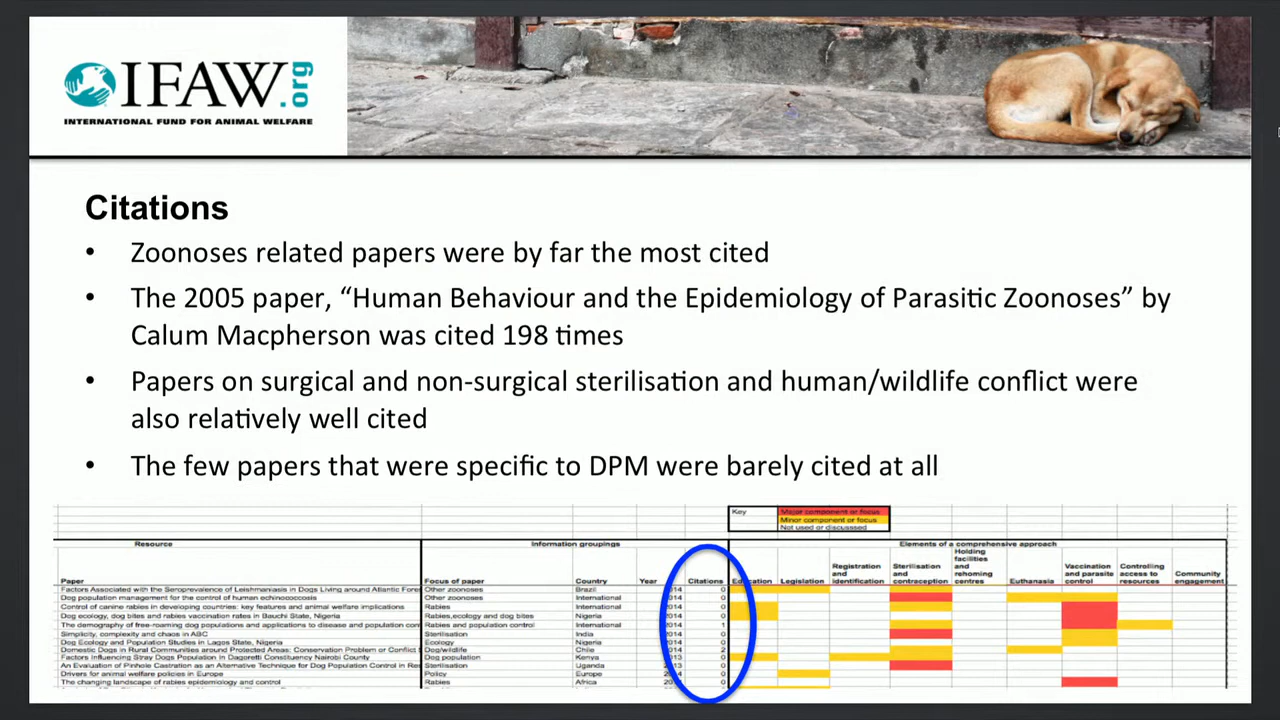 IFAW.org
INTERNATIONAL FUND FOR ANIMAL WELFARE
Citations
• Zoonoses related papers were by far the most cited
• The 2005 paper, “Human Behaviour and the Epidemiology of Parasitic Zoonoses” by
Calum Macpherson was cited 198 times
• Papers on surgical and non-surgical sterilisation and human/wildlife conflict were
also relatively well cited
• The few papers that were specific to DPM were barely cited at all
Key Major component or focus
Minor component or focus
Not used or discusssed
Resource Information groupings Elements of a comprehensive approach
Paper Focus of paper Country Year Citations Education Legislation Registration and identification Sterilisation and contraception Holding facilities and rehoming centres Euthanasia Vaccination and parasite control Controlling access to resources Community engagement
Factors Associated with the Seroprevalence of Leishmaniasis in Dogs Living around Atlantic Fores Other zoonoses Brazil 2014 0
Dog population management for the control of human echinococcosis Other zoonoses International 2014 0
Control of canine rabies in developing countries: key features and animal welfare implications Rabies International 2014 0
Dog ecology, dog bites and rabies vaccination rates in Bauchi State, Nigeria Rabies,ecology and dog bites Nigeria 2014 0
The demography of free-roaming dog populations and applications to disease and population con Rabies and population control International 2014 1
Simplicity, complexity and chaos in ABC Sterilisation India 2014 0
Dog Ecology and Population Studies in Lagos State, Nigeria Ecology Nigeria 2014 0
Domestic Dogs in Rural Communities around Protected Areas: Conservation Problem or Conflict S Dog/wildlife Chile 2014 2
Factors influencing Stray Dogs Population in Dagoretti Constituency Nairobi County Dog population Kenya 2013 0
An Evaluation of Pinhole Castration as an Alternative Technique for Dog Population Control in Re Sterilisation Uganda 2013 0
Drivers for animal welfare policies in Europe Policy Europe 0
The changing landscape of rabies epidemiology and control Rabies Africa 0